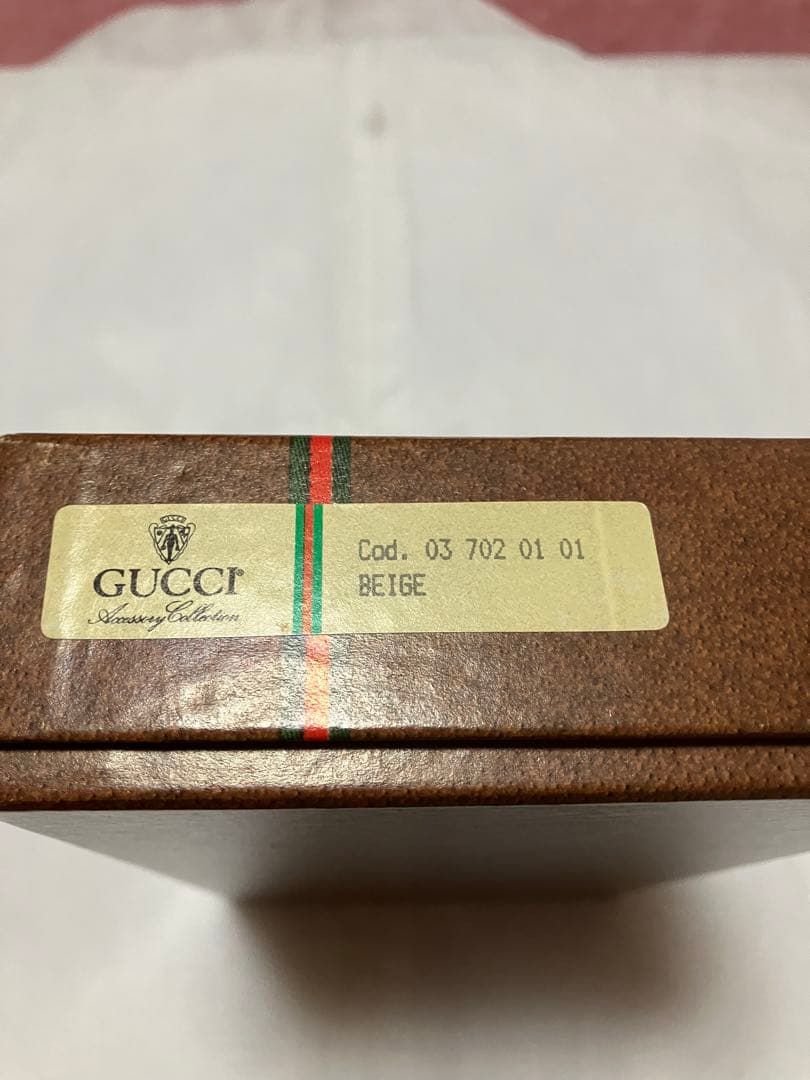 GUCCI
Accessory Collection
Cod. 03 702 01 01
BEIGE